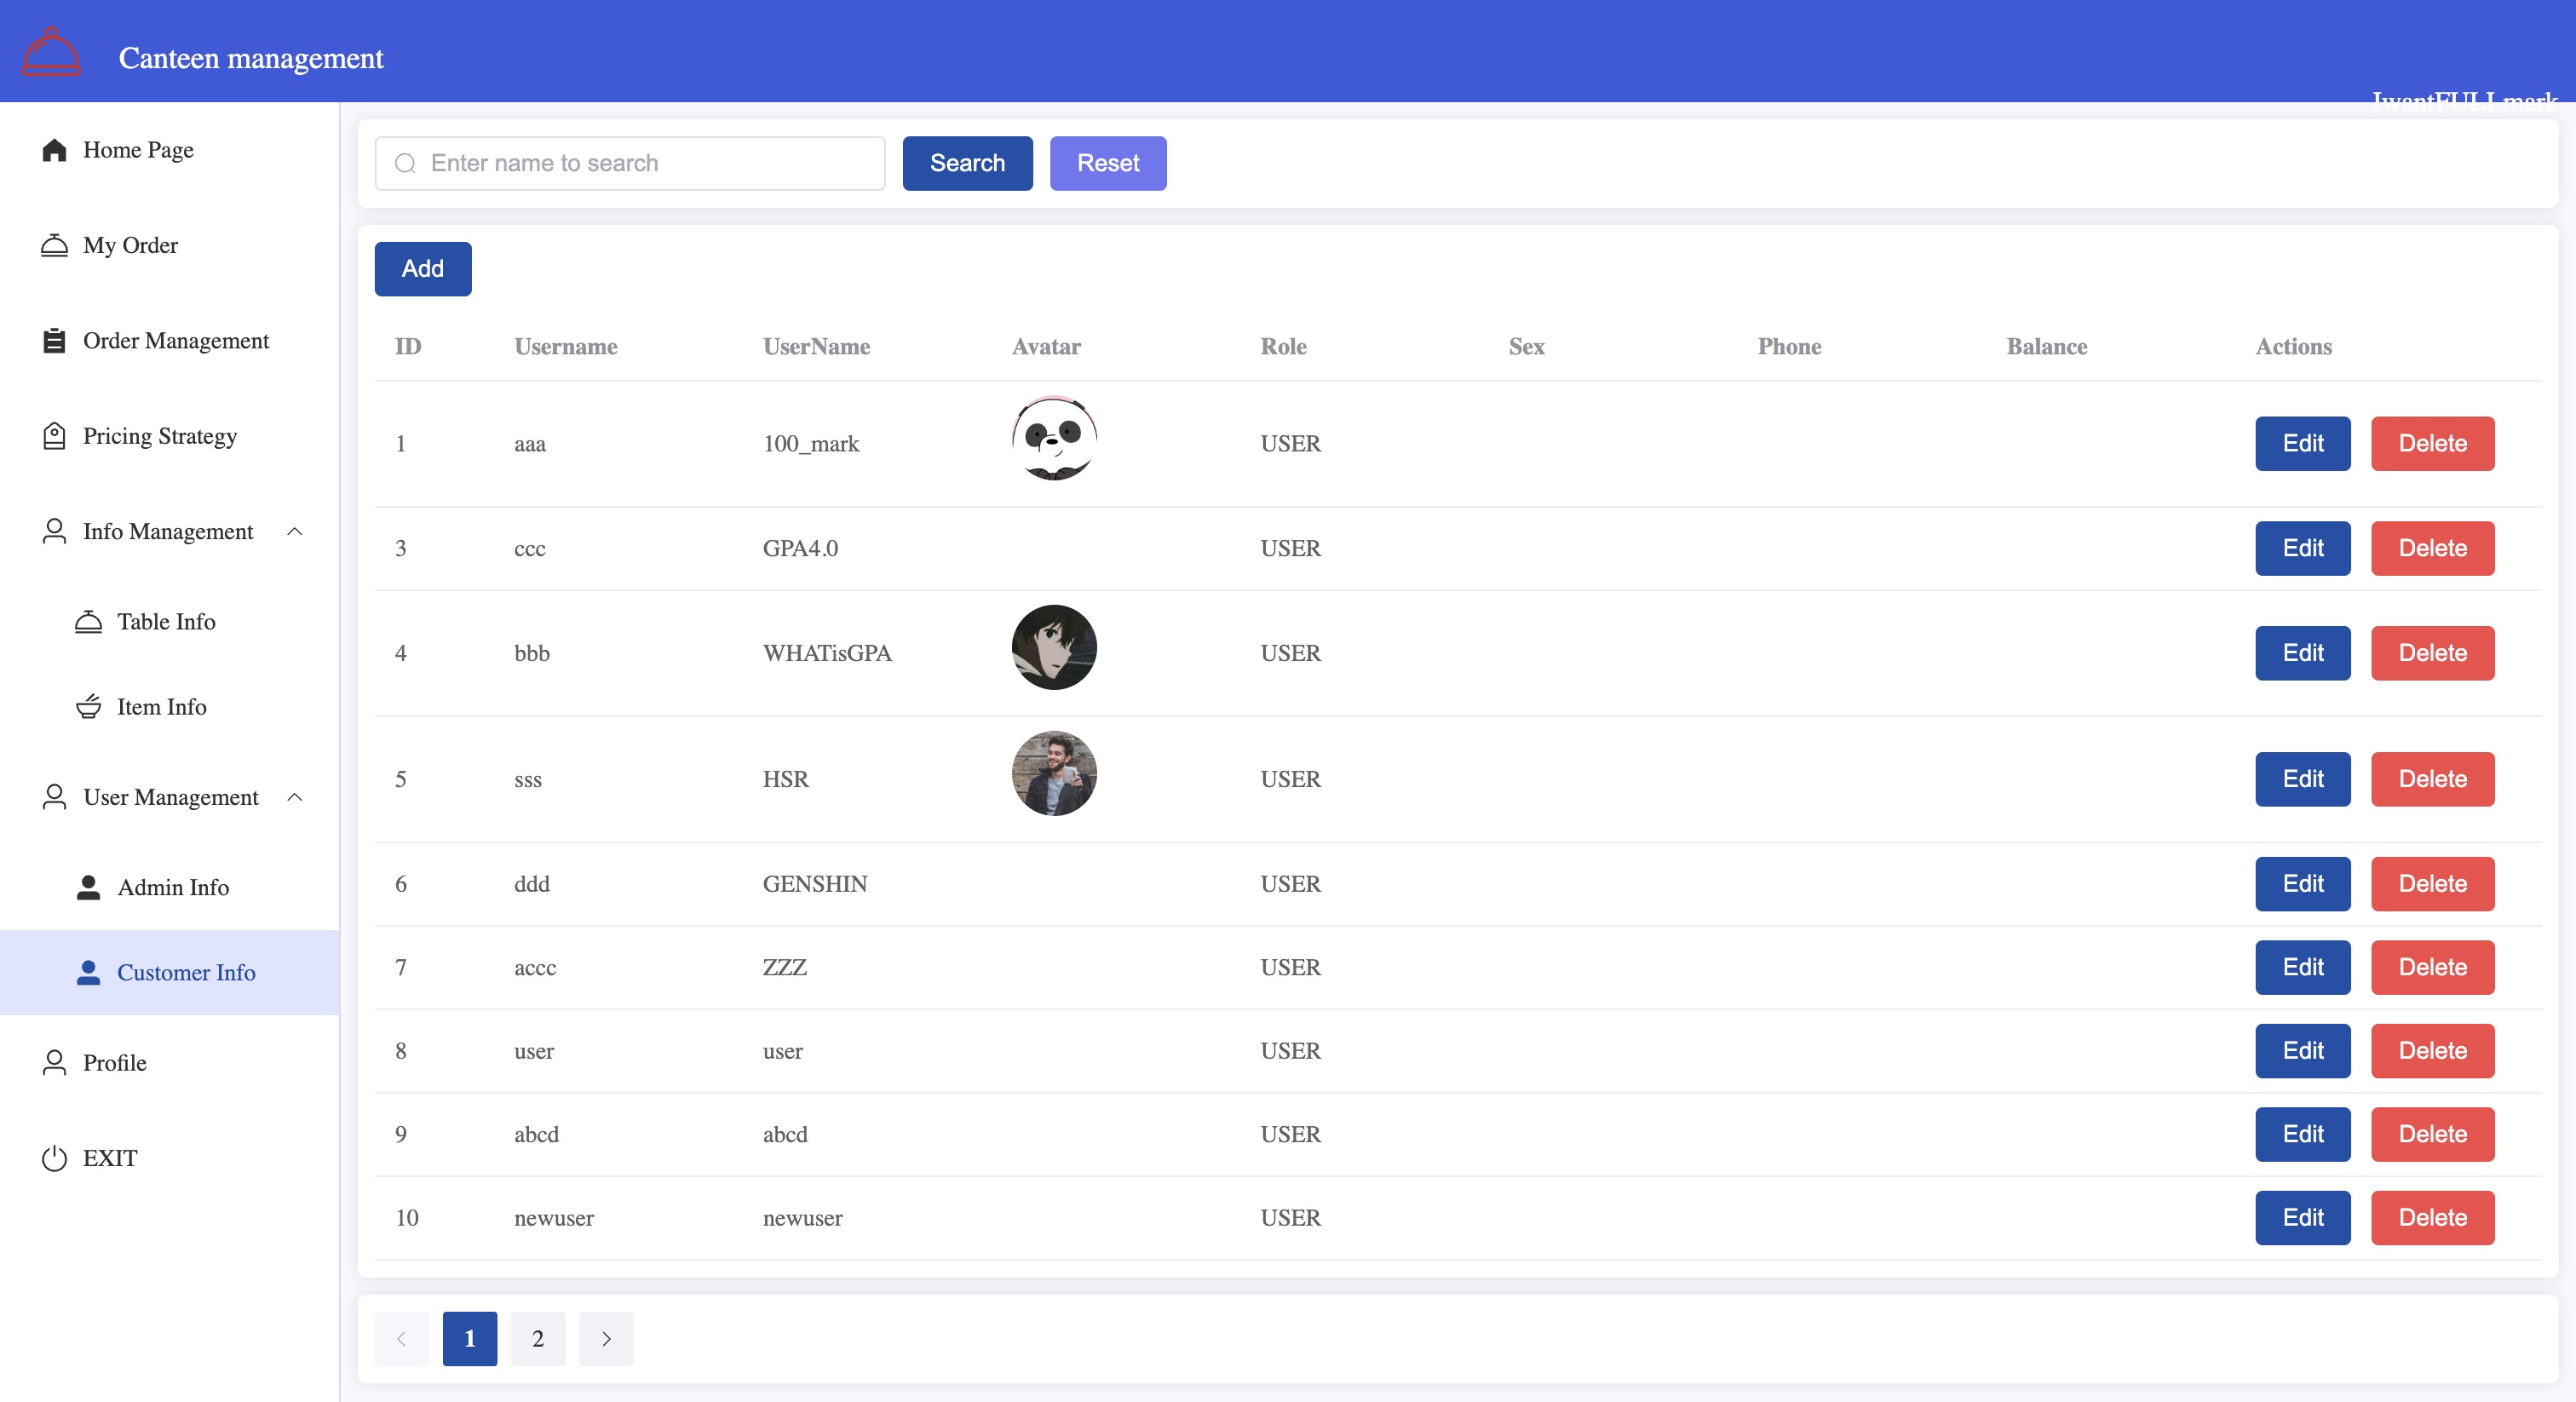 Canteen management
IwantFULLmark
Home Page
My Order
Order Management
Pricing Strategy
Info Management
Table Info
Item Info
User Management
Admin Info
Customer Info
Profile
EXIT
Enter name to search Search Reset
Add
ID Username UserName Avatar Role Sex Phone Balance Actions
1 aaa 100_mark USER Edit Delete
3 ccc GPA4.0 USER Edit Delete
4 bbb WHATisGPA USER Edit Delete
5 sss HSR USER Edit Delete
6 ddd GENSHIN USER Edit Delete
7 accc ZZZ USER Edit Delete
8 user user USER Edit Delete
9 abcd abcd USER Edit Delete
10 newuser newuser USER Edit Delete
1 2